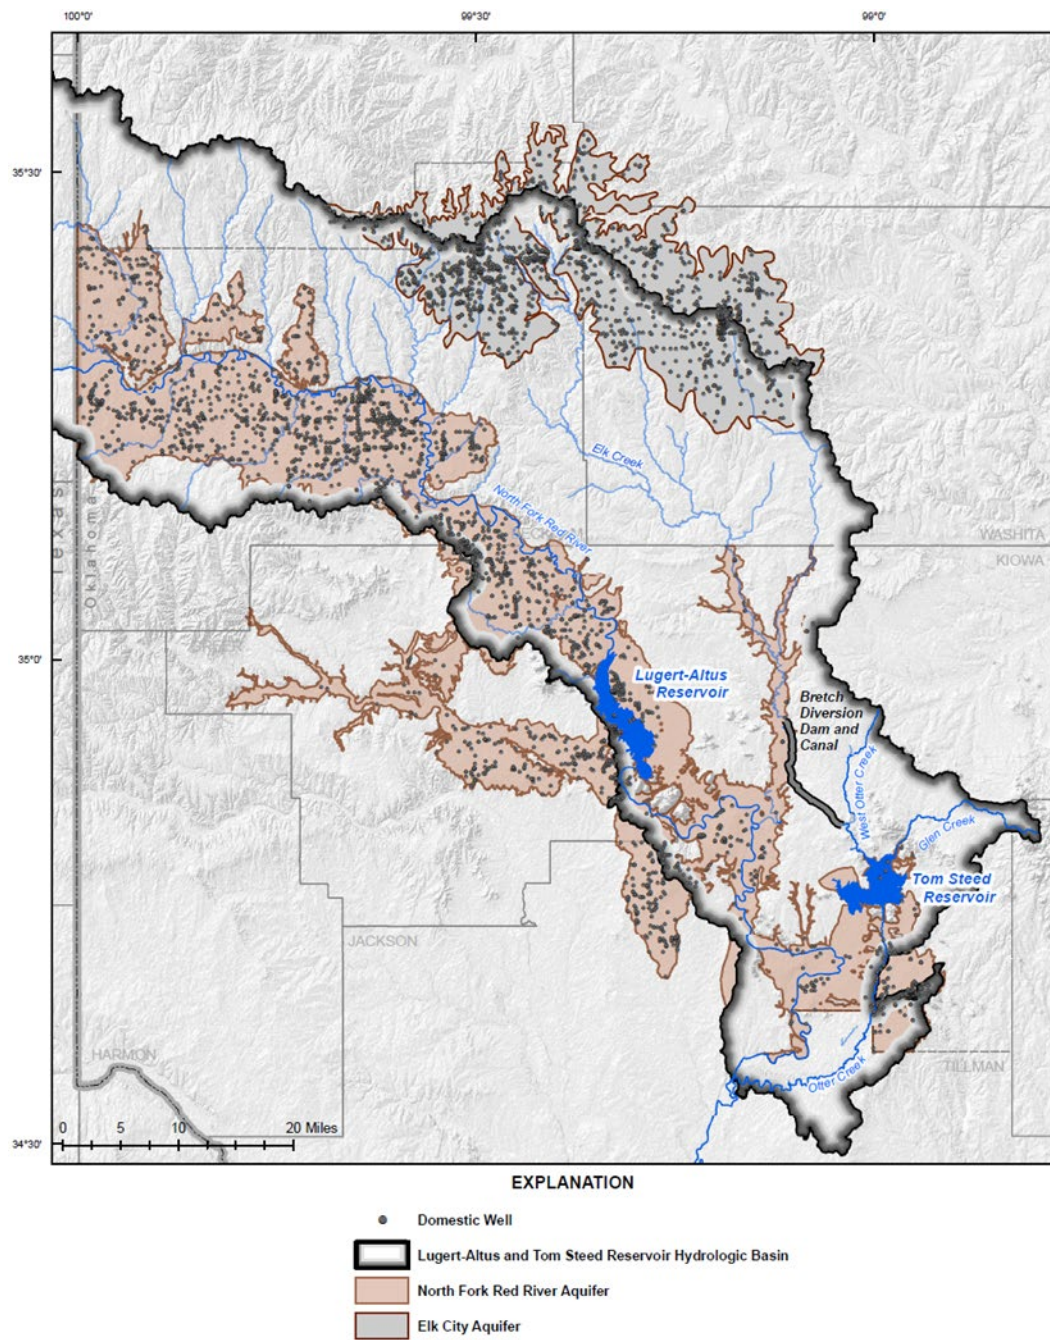 100°0'
99°30'
99°0'
35°30'
Elk Creek
North Fork Red River
Texas
Oklahoma
WASHITA
KIOWA
35°0'
Lugert-Altus
Reservoir
Bretch
Diversion
Dam and
Canal
West Otter Creek
Glen Creek
Tom Steed
Reservoir
JACKSON
HARMON
TILLMAN
Otter Creek
34°30'
0 5 10 20 Miles
EXPLANATION
Domestic Well
Lugert-Altus and Tom Steed Reservoir Hydrologic Basin
North Fork Red River Aquifer
Elk City Aquifer